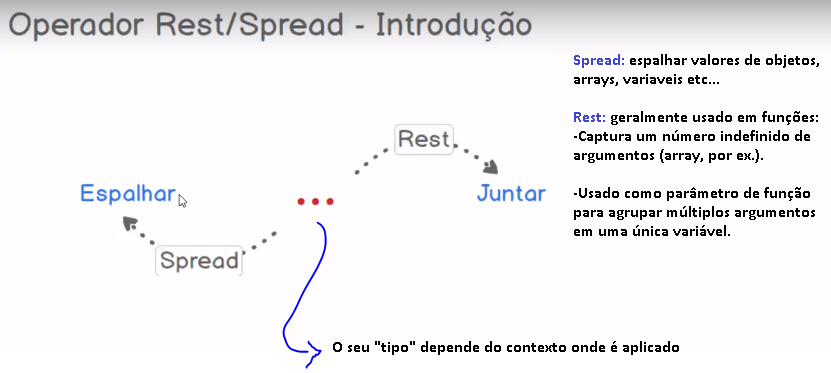 Operador Rest/Spread - Introdução
Spread: espalhar valores de objetos,
arrays, variaveis etc...
Rest: geralmente usado em funções:
-Captura um número indefinido de
argumentos (array, por ex.).
-Usado como parâmetro de função
para agrupar múltiplos argumentos
em uma única variável.
Rest
Espalhar
...
Juntar
Spread
O seu "tipo" depende do contexto onde é aplicado